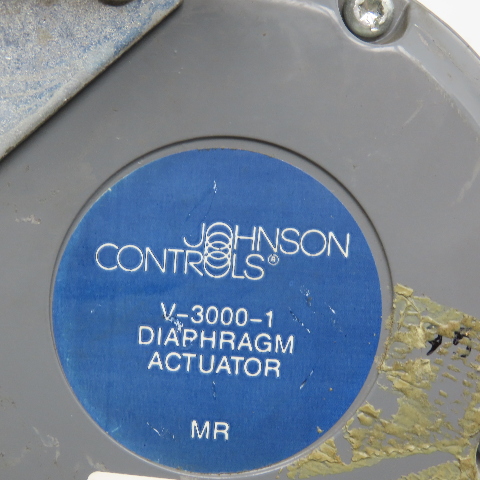 JOHNSON
CONTROLS®
V-3000-1
DIAPHRAGM
ACTUATOR
MR